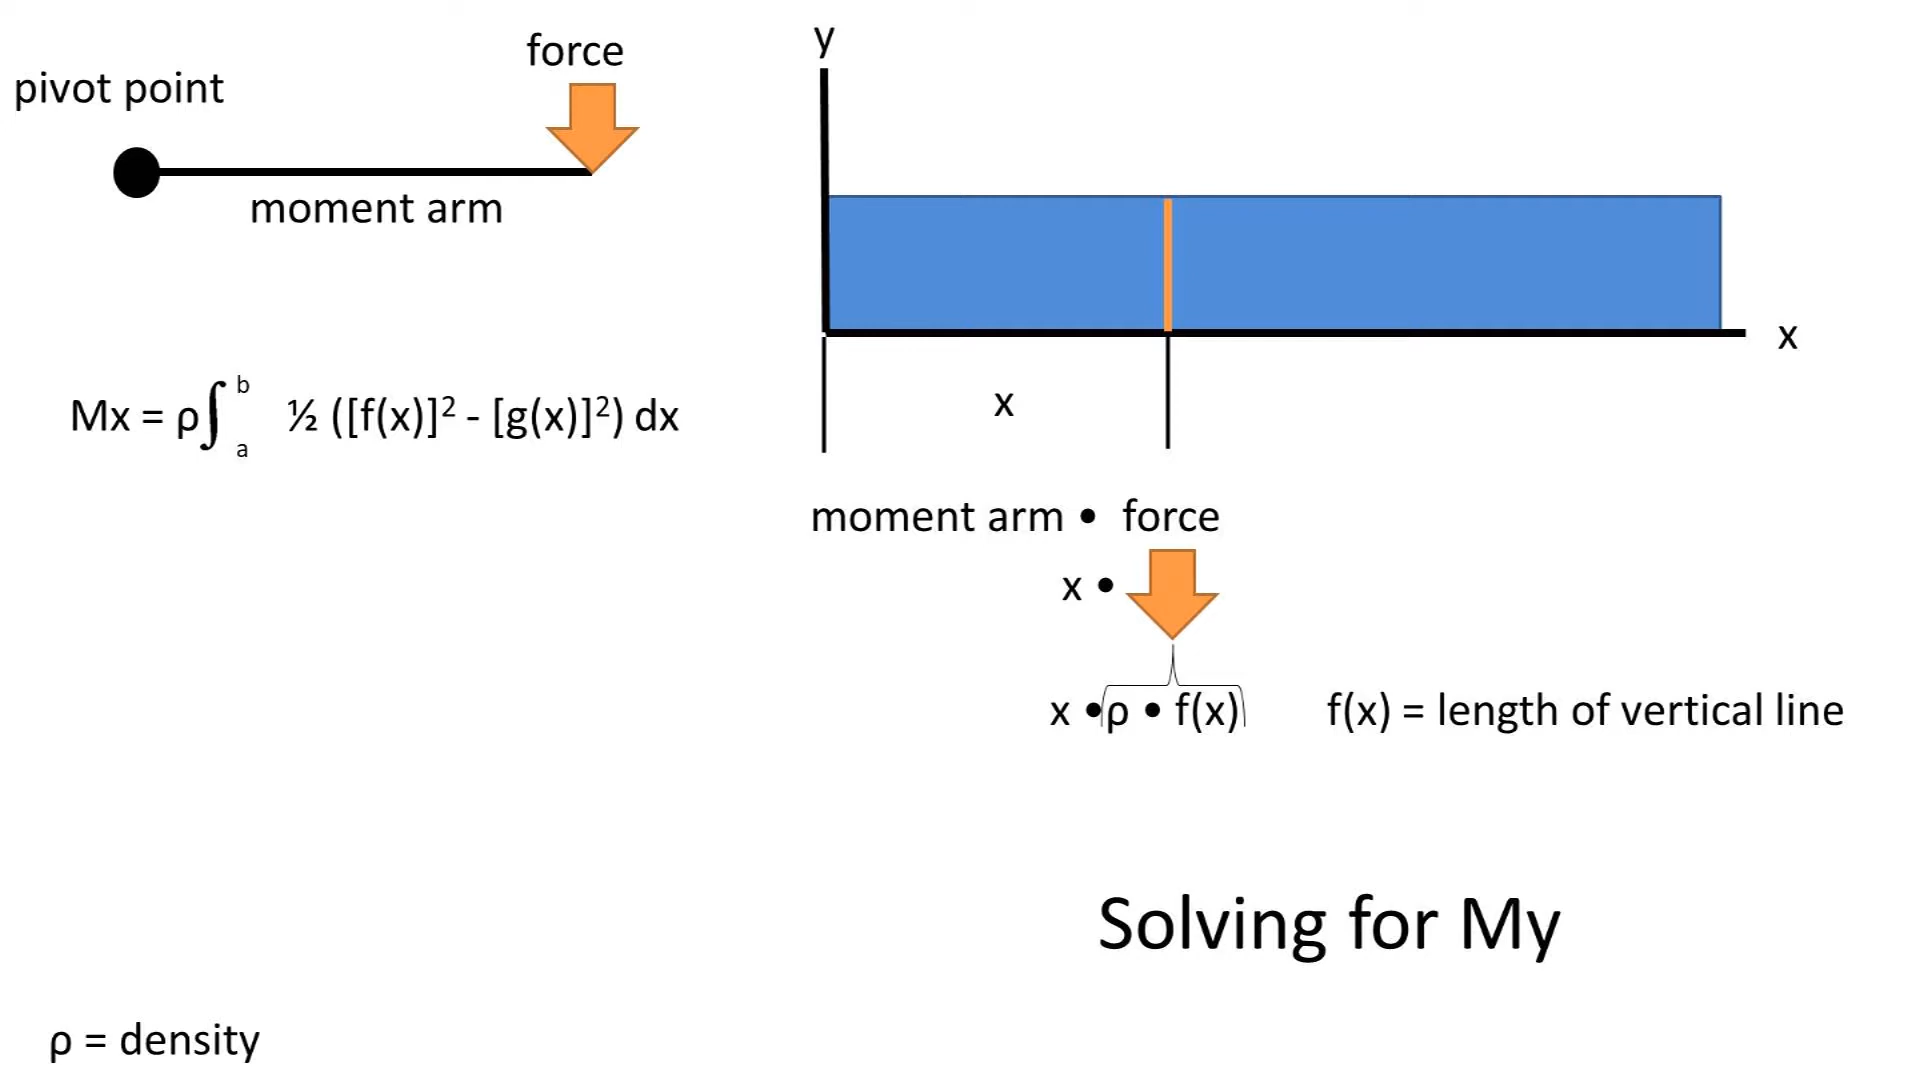 force
pivot point
moment arm
y
x
x
Mx = ρ∫ b a ½ ([f(x)]² - [g(x)]²) dx
moment arm • force
x •
x • ρ • f(x)
f(x) = length of vertical line
Solving for My
ρ = density